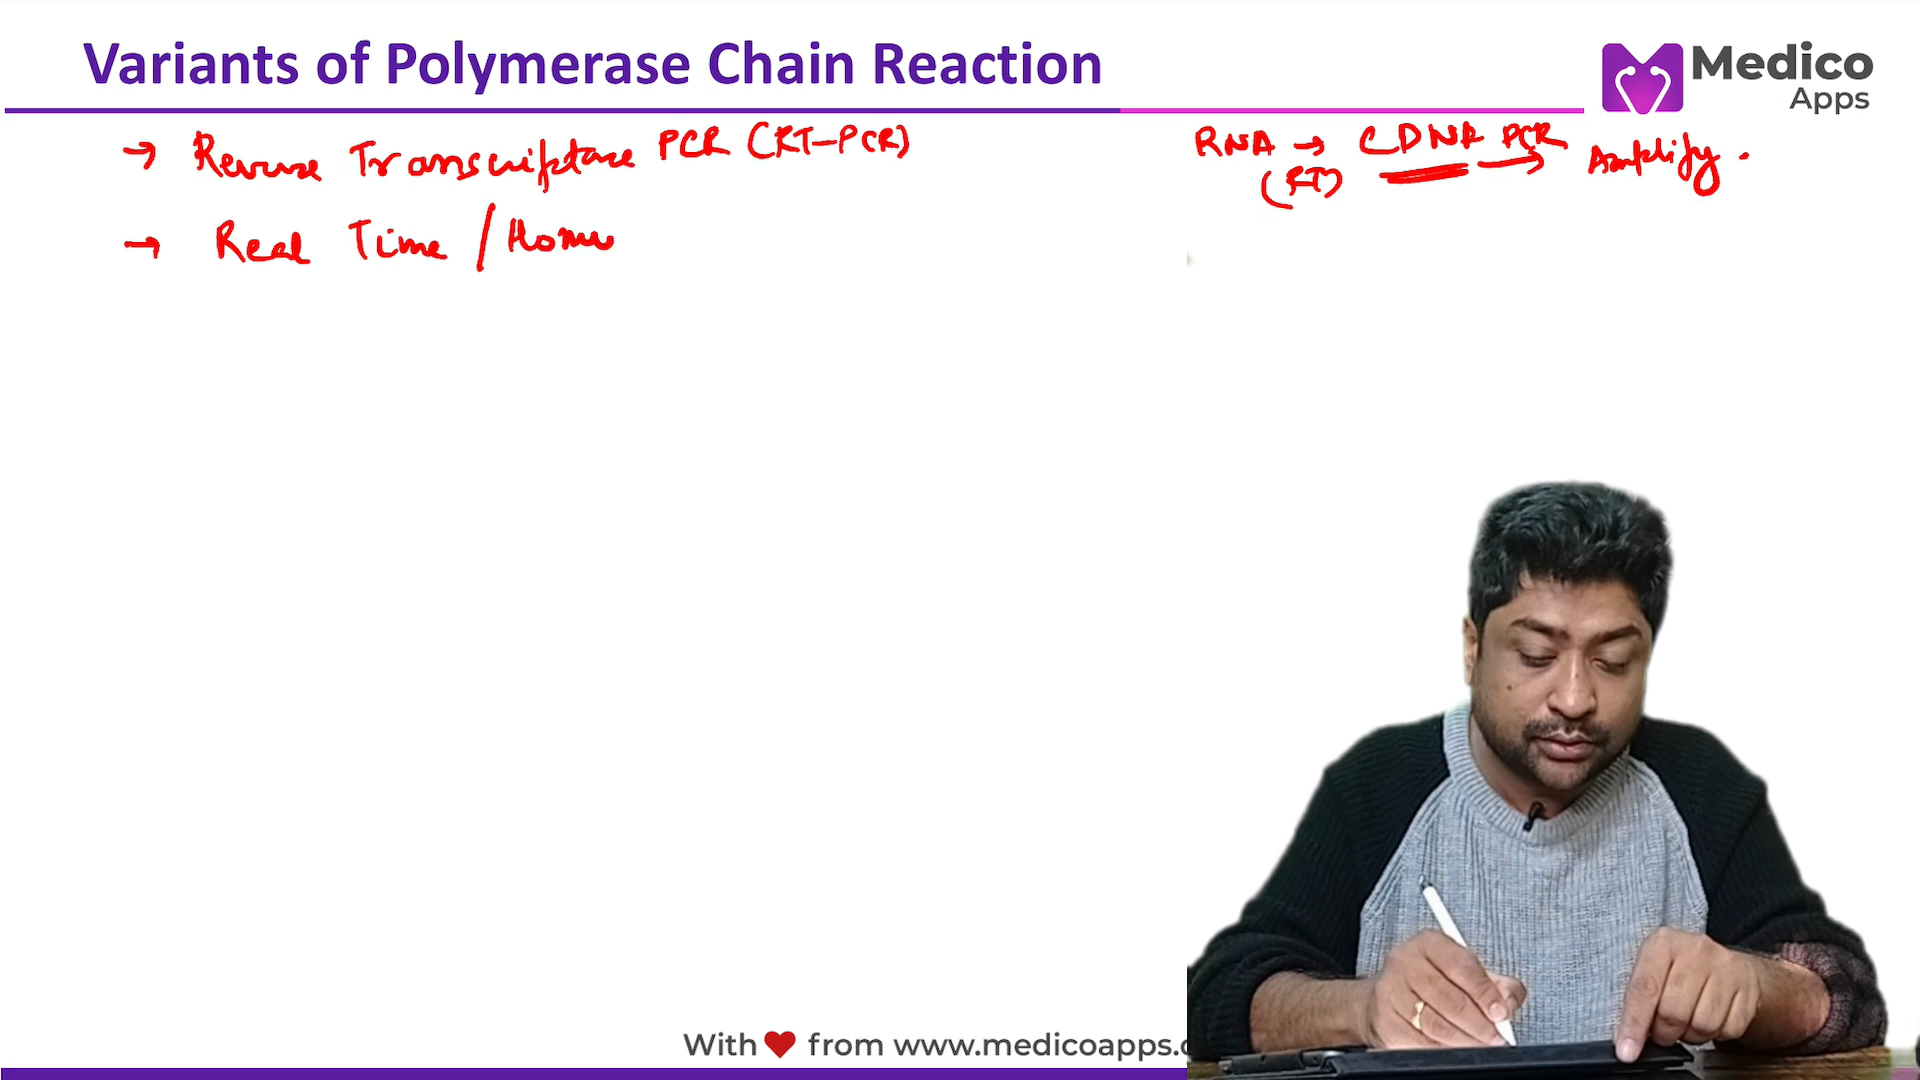 Variants of Polymerase Chain Reaction
Medico
Apps
→ Reverse Transcriptase PCR (RT-PCR)
RNA → CDNA PCR → Amplify.
(RT)
→ Real Time / Home
With ❤ from www.medicoapps.